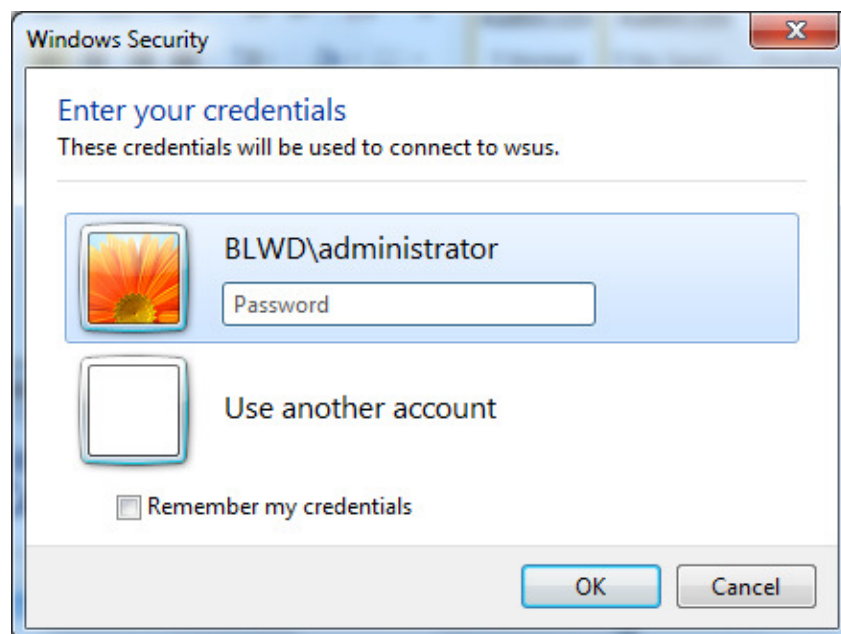 Windows Security
Enter your credentials
These credentials will be used to connect to wsus.
BLWD\administrator
Password
Use another account
Remember my credentials
OK
Cancel